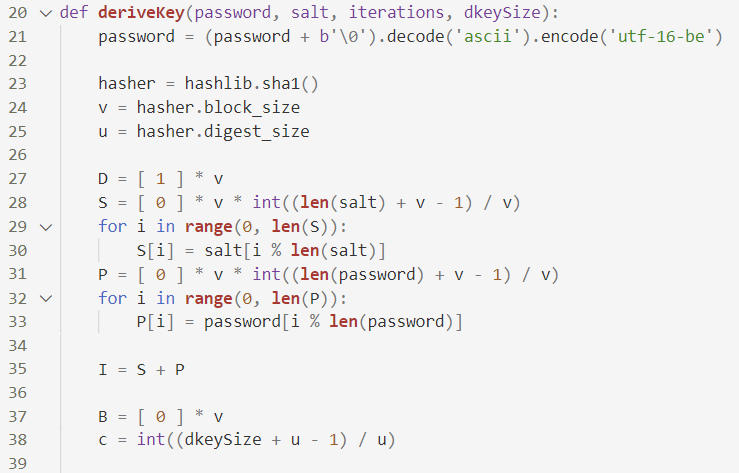 20 def deriveKey(password, salt, iterations, dkeySize):
21     password = (password + b'\0').decode('ascii').encode('utf-16-be')
22
23     hasher = hashlib.sha1()
24     v = hasher.block_size
25     u = hasher.digest_size
26
27     D = [ 1 ] * v
28     S = [ 0 ] * v * int((len(salt) + v - 1) / v)
29     for i in range(0, len(S)):
30         S[i] = salt[i % len(salt)]
31     P = [ 0 ] * v * int((len(password) + v - 1) / v)
32     for i in range(0, len(P)):
33         P[i] = password[i % len(password)]
34
35     I = S + P
36
37     B = [ 0 ] * v
38     c = int((dkeySize + u - 1) / u)
39